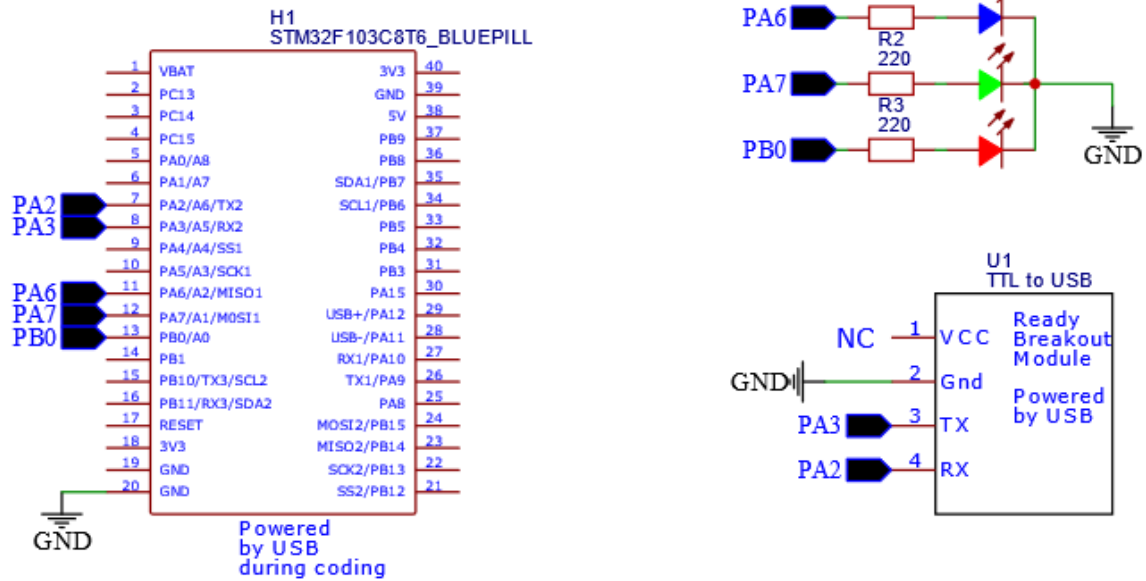 H1
STM32F103C8T6_BLUEPILL
1 VBAT
2 PC13
3 PC14
4 PC15
5 PA0/A8
6 PA1/A7
PA2 7 PA2/A6/TX2
PA3 8 PA3/A5/RX2
9 PA4/A4/SS1
10 PA5/A3/SCK1
PA6 11 PA6/A2/MISO1
PA7 12 PA7/A1/MOSI1
PB0 13 PB0/A0
14 PB1
15 PB10/TX3/SCL2
16 PB11/RX3/SDA2
17 RESET
18 3V3
19 GND
20 GND
GND
3V3 40
GND 39
5V 38
PB9 37
PB8 36
SDA1/PB7 35
SCL1/PB6 34
PB5 33
PB4 32
PB3 31
PA15 30
USB+/PA12 29
USB-/PA11 28
RX1/PA10 27
TX1/PA9 26
PA8 25
MOSI2/PB15 24
MISO2/PB14 23
SCK2/PB13 22
SS2/PB12 21
Powered
by USB
during coding
PA6
R2
220
PA7
R3
220
PB0
GND
U1
TTL to USB
NC 1 VCC
GND 2 Gnd
PA3 3 TX
PA2 4 RX
Ready
Breakout
Module
Powered
by USB